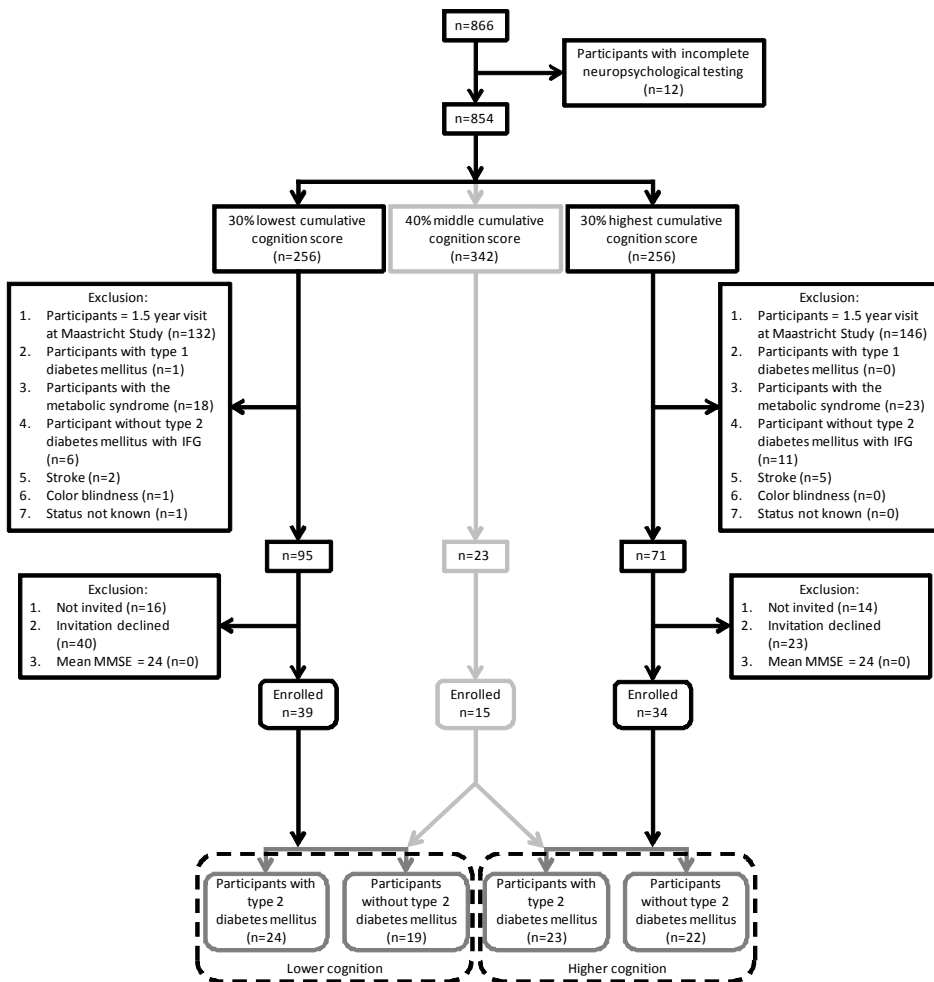 n=866
Participants with incomplete
neuropsychological testing
(n=12)
n=854
30% lowest cumulative
cognition score
(n=256)
40% middle cumulative
cognition score
(n=342)
30% highest cumulative
cognition score
(n=256)
Exclusion:
1. Participants = 1.5 year visit
at Maastricht Study (n=132)
2. Participants with type 1
diabetes mellitus (n=1)
3. Participants with the
metabolic syndrome (n=18)
4. Participant without type 2
diabetes mellitus with IFG
(n=6)
5. Stroke (n=2)
6. Color blindness (n=1)
7. Status not known (n=1)
Exclusion:
1. Participants = 1.5 year visit
at Maastricht Study (n=146)
2. Participants with type 1
diabetes mellitus (n=0)
3. Participants with the
metabolic syndrome (n=23)
4. Participant without type 2
diabetes mellitus with IFG
(n=11)
5. Stroke (n=5)
6. Color blindness (n=0)
7. Status not known (n=0)
n=95
n=23
n=71
Exclusion:
1. Not invited (n=16)
2. Invitation declined
(n=40)
3. Mean MMSE = 24 (n=0)
Exclusion:
1. Not invited (n=14)
2. Invitation declined
(n=23)
3. Mean MMSE = 24 (n=0)
Enrolled
n=39
Enrolled
n=15
Enrolled
n=34
Participants with
type 2
diabetes mellitus
(n=24)
Participants
without type 2
diabetes mellitus
(n=19)
Participants with
type 2
diabetes mellitus
(n=23)
Participants
without type 2
diabetes mellitus
(n=22)
Lower cognition
Higher cognition